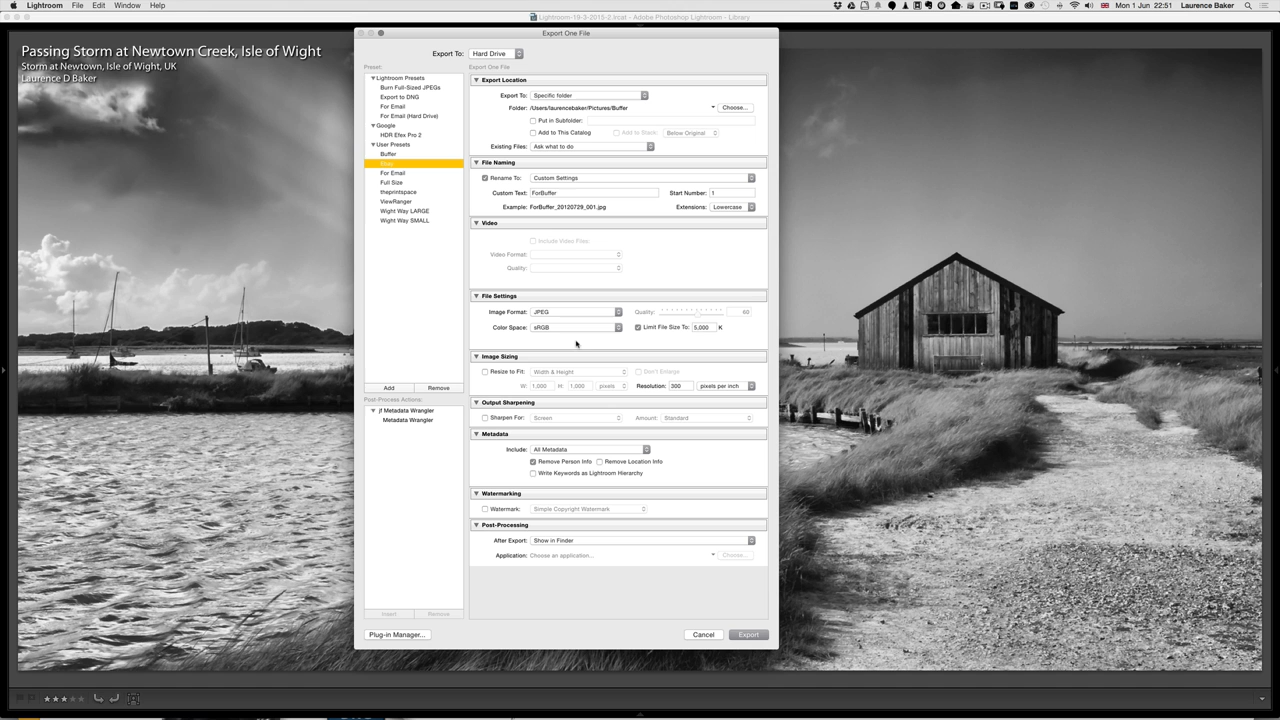 Lightroom File Edit Window Help Mon 1 Jun 22:51 Laurence Baker
Lightroom-19-3-2015-2.lrcat - Adobe Photoshop Lightroom - Library
Passing Storm at Newtown Creek, Isle of Wight
Storm at Newtown, Isle of Wight, UK
Laurence D Baker
Export One File
Export To: Hard Drive
Preset:
Lightroom Presets
Burn Full-Sized JPEGs
Export to DNG
For Email
For Email (Hard Drive)
Google
HDR Efex Pro 2
User Presets
Buffer
For Email
Full Size
theprintspace
ViewRanger
Wight Way LARGE
Wight Way SMALL
Add Remove
Post-Process Actions:
jf Metadata Wrangler
Metadata Wrangler
Insert Remove
Plug-in Manager...
Export One File
Export Location
Export To: Specific folder
Folder: /Users/laurencebaker/Pictures/Buffer Choose...
Put in Subfolder:
Add to This Catalog Add to Stack: Below Original
Existing Files: Ask what to do
File Naming
Rename To: Custom Settings
Custom Text: ForBuffer Start Number: 1
Example: ForBuffer_20120729_001.jpg Extensions: Lowercase
Video
Include Video Files
Video Format:
Quality:
File Settings
Image Format: JPEG Quality: 60
Color Space: sRGB Limit File Size To: 5,000 K
Image Sizing
Resize to Fit: Width & Height Don't Enlarge
W: 1,000 H: 1,000 pixels Resolution: 300 pixels per inch
Output Sharpening
Sharpen For: Screen Amount: Standard
Metadata
Include: All Metadata
Remove Person Info Remove Location Info
Write Keywords as Lightroom Hierarchy
Watermarking
Watermark: Simple Copyright Watermark
Post-Processing
After Export: Show in Finder
Application: Choose an application... Choose...
Cancel Export